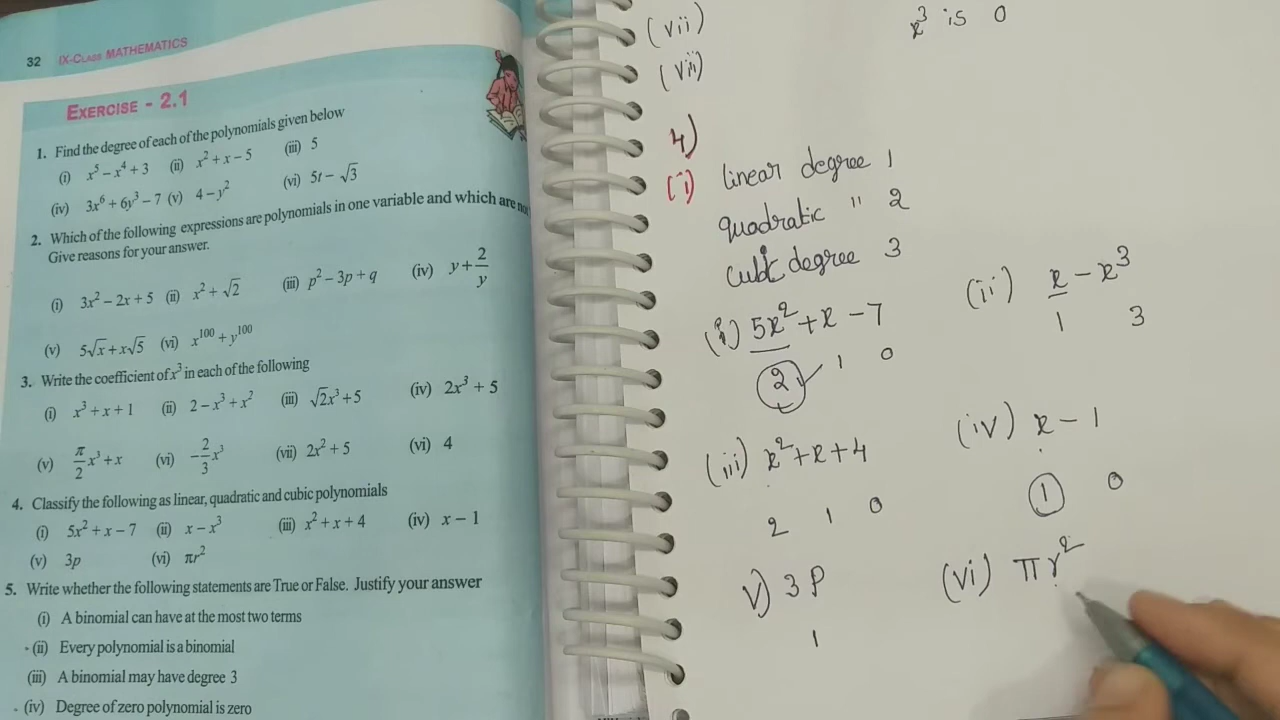 32 IX-CLASS MATHEMATICS
EXERCISE - 2.1
1. Find the degree of each of the polynomials given below
(i) x⁵ − x⁴ + 3 (ii) x² + x − 5 (iii) 5
(iv) 3x⁶ + 6y³ − 7 (v) 4 − y² (vi) 5t − √3
2. Which of the following expressions are polynomials in one variable and which are not
Give reasons for your answer.
(i) 3x² − 2x + 5 (ii) x² + √2 (iii) p² − 3p + q (iv) y + 2/y
(v) 5√x + x√5 (vi) x¹⁰⁰ + y¹⁰⁰
3. Write the coefficient of x³ in each of the following
(i) x³ + x + 1 (ii) 2 − x³ + x² (iii) √2x³ + 5 (iv) 2x³ + 5
(v) π/2 x³ + x (vi) −2/3 x³ (vii) 2x² + 5 (vi) 4
4. Classify the following as linear, quadratic and cubic polynomials
(i) 5x² + x − 7 (ii) x − x³ (iii) x² + x + 4 (iv) x − 1
(v) 3p (vi) πr²
5. Write whether the following statements are True or False. Justify your answer
(i) A binomial can have at the most two terms
(ii) Every polynomial is a binomial
(iii) A binomial may have degree 3
(iv) Degree of zero polynomial is zero
(vii) x³ is 0
(viii)
4)
(i) linear degree 1
quadratic " 2
cubic degree 3
(i) 5x² + x − 7 (ii) x − x³
2 1 0 1 3
(iii) x² + x + 4 (iv) x − 1
2 1 0 1 0
V) 3P (vi) πr²
1